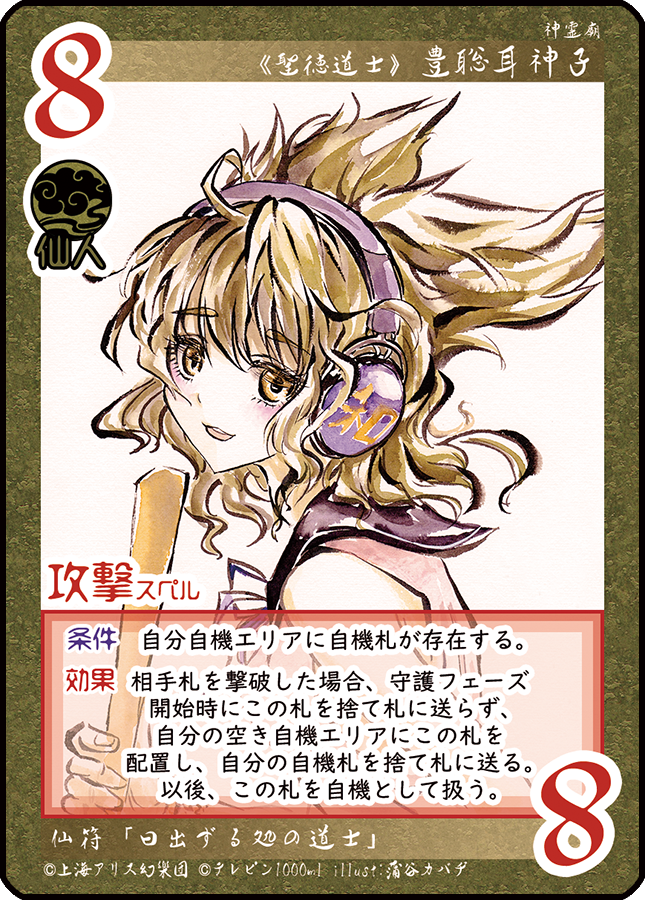 神霊廟
8
《聖徳道士》 豊聡耳神子
仙人
和
攻撃スペル
条件 自分自機エリアに自機札が存在する。
効果 相手札を撃破した場合、守護フェーズ
開始時にこの札を捨て札に送らず、
自分の空き自機エリアにこの札を
配置し、自分の自機札を捨て札に送る。
以後、この札を自機として扱う。
8
仙符「日出ずる処の道士」
©上海アリス幻樂団 ©テレピン1000ml illust:蒲谷カバヂ